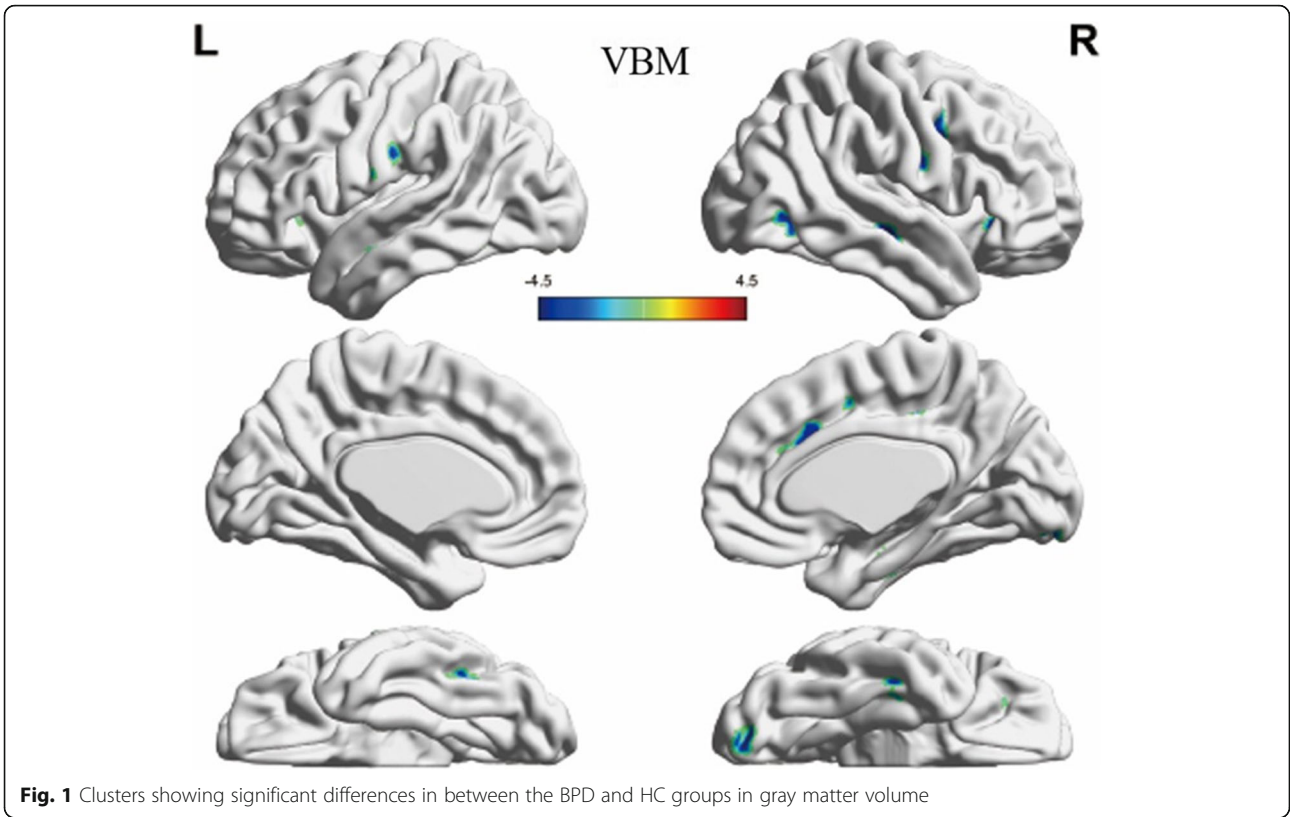 L
VBM
R
-4.5
4.5
Fig. 1 Clusters showing significant differences in between the BPD and HC groups in gray matter volume